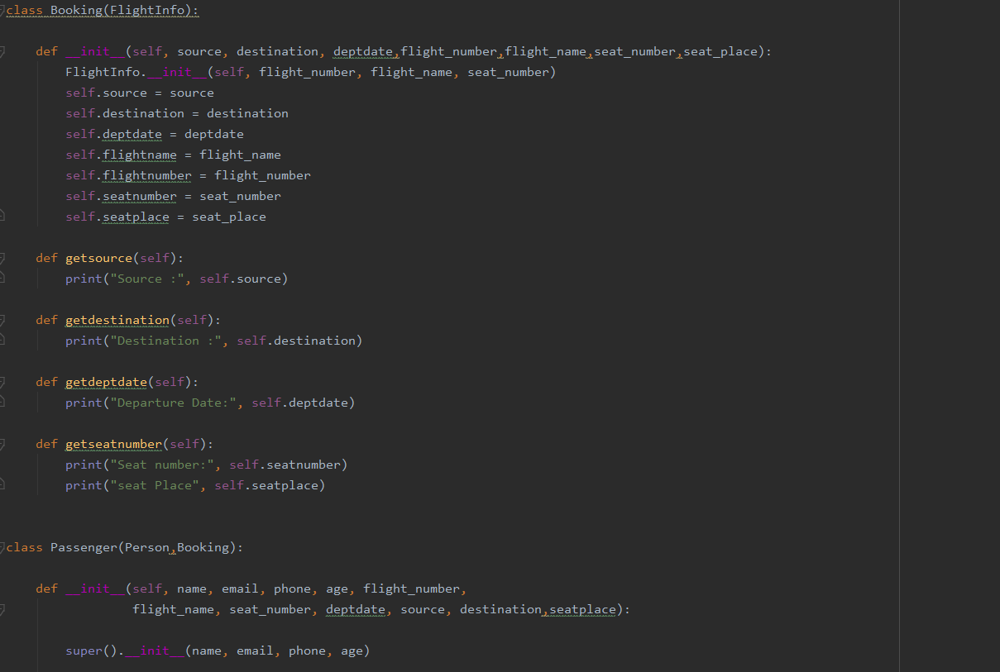 class Booking(FlightInfo):
def __init__(self, source, destination, deptdate,flight_number,flight_name,seat_number,seat_place):
FlightInfo.__init__(self, flight_number, flight_name, seat_number)
self.source = source
self.destination = destination
self.deptdate = deptdate
self.flightname = flight_name
self.flightnumber = flight_number
self.seatnumber = seat_number
self.seatplace = seat_place
def getsource(self):
print("Source :", self.source)
def getdestination(self):
print("Destination :", self.destination)
def getdeptdate(self):
print("Departure Date:", self.deptdate)
def getseatnumber(self):
print("Seat number:", self.seatnumber)
print("seat Place", self.seatplace)
class Passenger(Person,Booking):
def __init__(self, name, email, phone, age, flight_number,
flight_name, seat_number, deptdate, source, destination,seatplace):
super().__init__(name, email, phone, age)